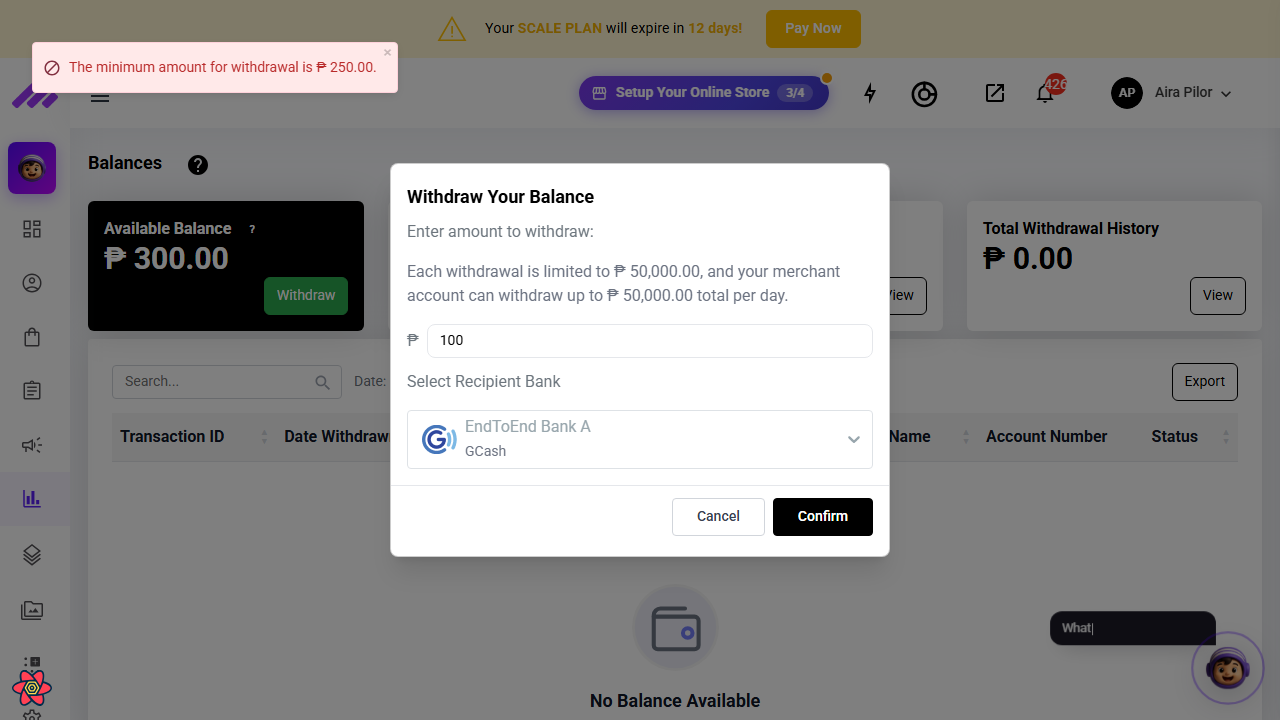 Your SCALE PLAN will expire in 12 days!
Pay Now
The minimum amount for withdrawal is ₱ 250.00.
×
Setup Your Online Store 3/4
426
AP
Aira Pilor
Balances
?
Available Balance ?
₱ 300.00
Withdraw
View
Total Withdrawal History
₱ 0.00
View
Withdraw Your Balance
Enter amount to withdraw:
Each withdrawal is limited to ₱ 50,000.00, and your merchant
account can withdraw up to ₱ 50,000.00 total per day.
₱ 100
Select Recipient Bank
EndToEnd Bank A
GCash
Cancel
Confirm
Search...
Date:
Export
Transaction ID
Date Withdraw
Name
Account Number
Status
What
No Balance Available